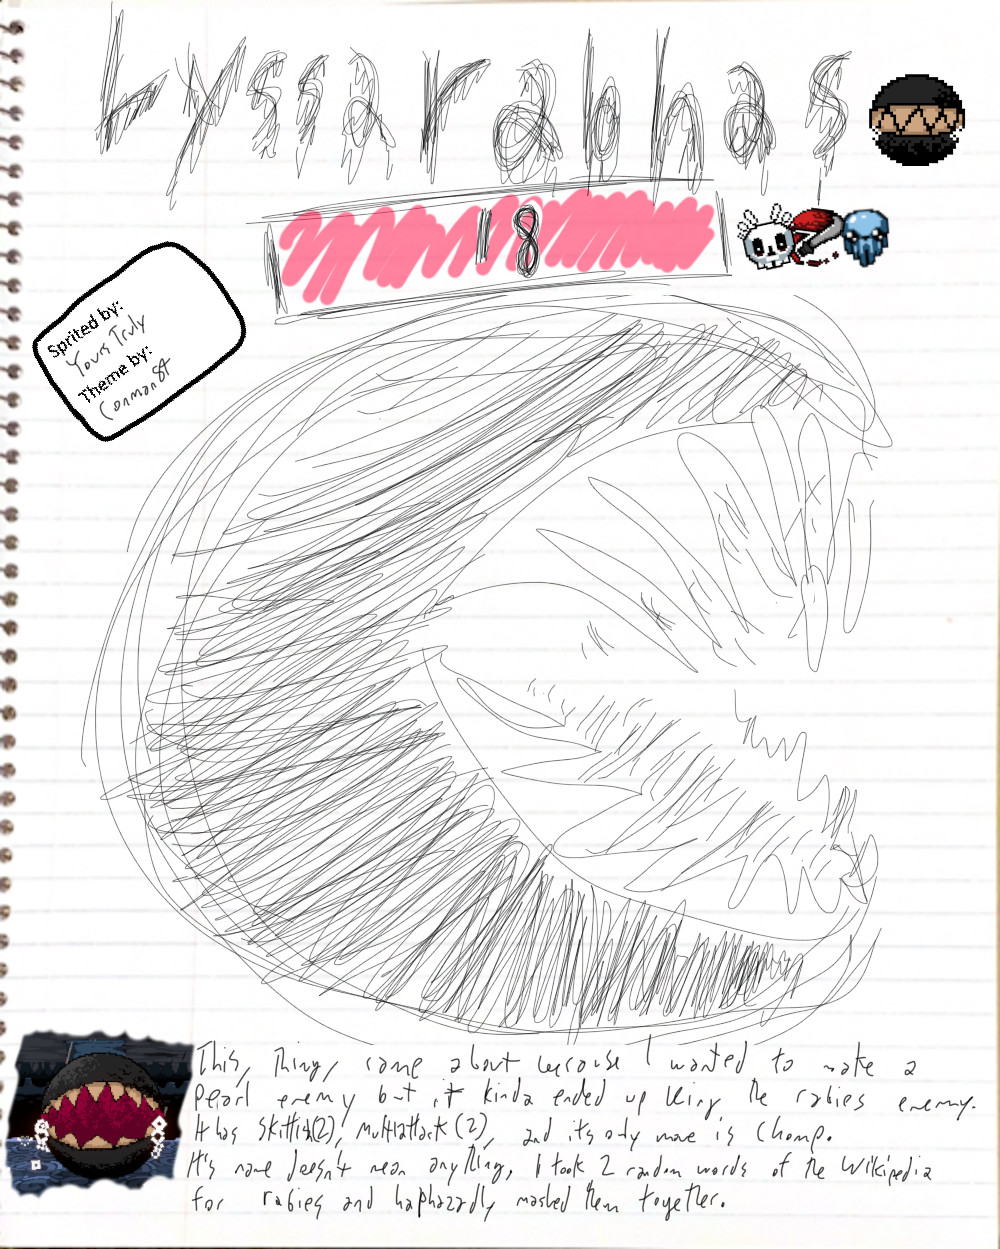 Lyssarabhas
18
Sprited by:
Yours Truly
Theme by:
Conman84
This, thing, came about because I wanted to make a
Pearl enemy but it kinda ended up being the rabies enemy.
It has Skittish(2), Multiattack (2), and its only move is Chomp.
It's name doesn't mean anything, I took 2 random words of the Wikipedia
for rabies and haphazardly mashed them together.